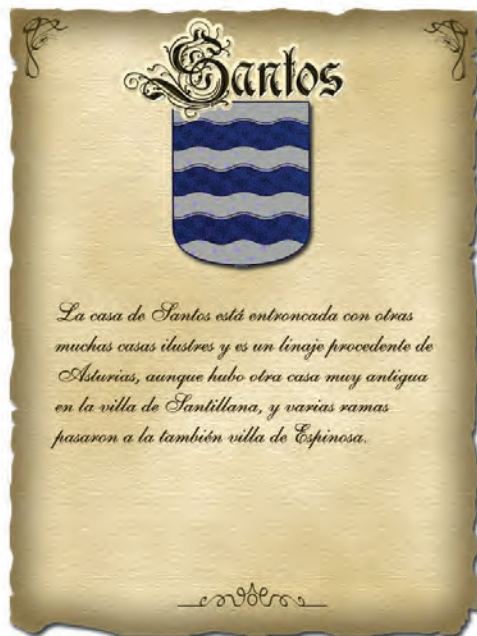 Santos
La casa de Santos está entroncada con otras
muchas casas ilustres y es un linaje procedente de
Asturias, aunque hubo otra casa muy antigua
en la villa de Santillana, y varias ramas
pasaron a la también villa de Espinosa.